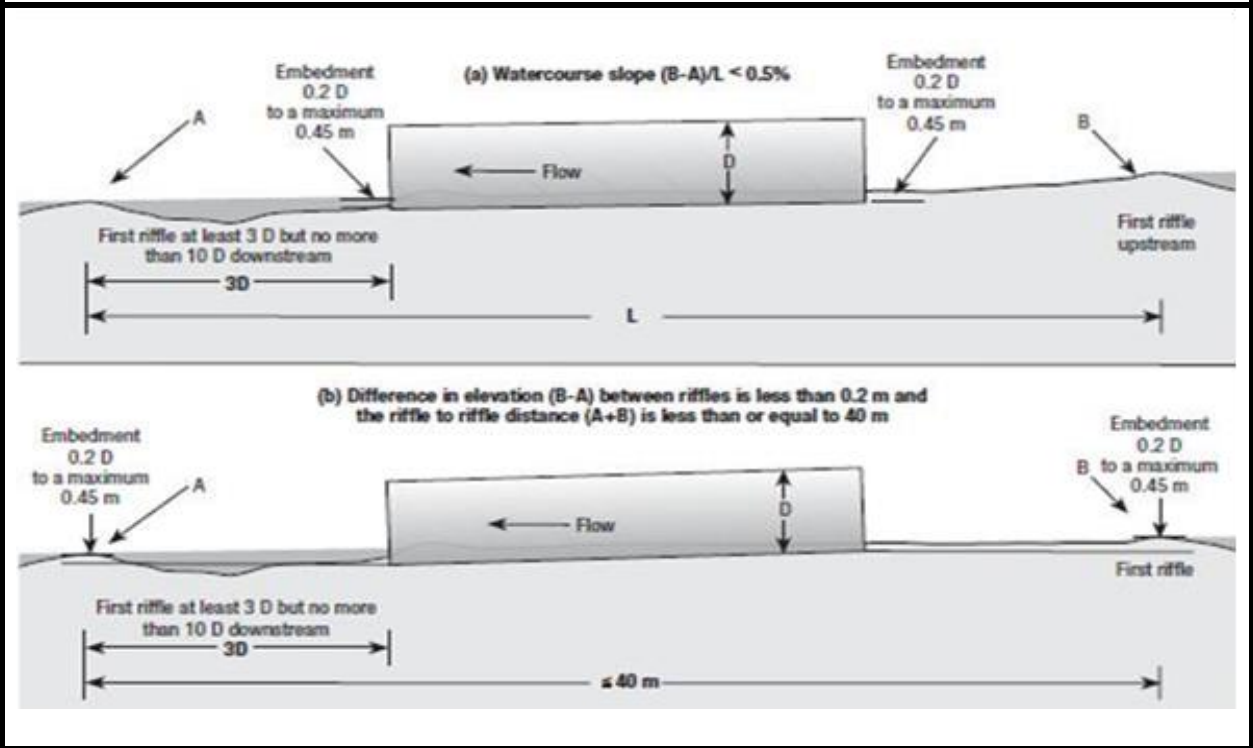 (a) Watercourse slope (B-A)/L < 0.5%
Embedment
0.2 D
to a maximum
0.45 m
A
Embedment
0.2 D
to a maximum
0.45 m
B
D
Flow
First riffle at least 3 D but no more
than 10 D downstream
3D
First riffle
upstream
L
(b) Difference in elevation (B-A) between riffles is less than 0.2 m and
the riffle to riffle distance (A+B) is less than or equal to 40 m
Embedment
0.2 D
to a maximum
0.45 m
A
Embedment
0.2 D
B to a maximum
0.45 m
D
Flow
First riffle
First riffle at least 3 D but no more
than 10 D downstream
3D
≤ 40 m